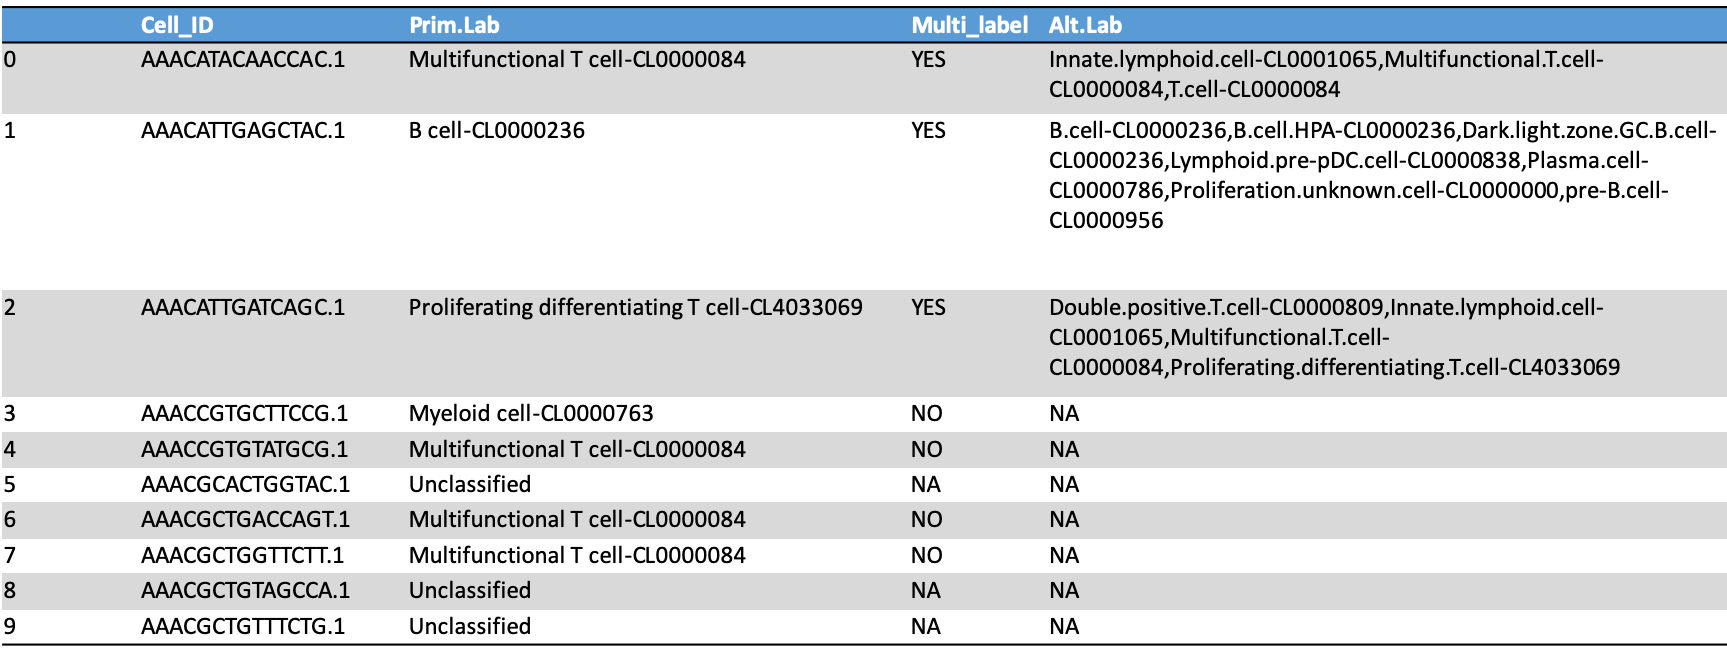 Cell_ID Prim.Lab Multi_label Alt.Lab
0 AAACATACAACCAC.1 Multifunctional T cell-CL0000084 YES Innate.lymphoid.cell-CL0001065,Multifunctional.T.cell-
CL0000084,T.cell-CL0000084
1 AAACATTGAGCTAC.1 B cell-CL0000236 YES B.cell-CL0000236,B.cell.HPA-CL0000236,Dark.light.zone.GC.B.cell-
CL0000236,Lymphoid.pre-pDC.cell-CL0000838,Plasma.cell-
CL0000786,Proliferation.unknown.cell-CL0000000,pre-B.cell-
CL0000956
2 AAACATTGATCAGC.1 Proliferating differentiating T cell-CL4033069 YES Double.positive.T.cell-CL0000809,Innate.lymphoid.cell-
CL0001065,Multifunctional.T.cell-
CL0000084,Proliferating.differentiating.T.cell-CL4033069
3 AAACCGTGCTTCCG.1 Myeloid cell-CL0000763 NO NA
4 AAACCGTGTATGCG.1 Multifunctional T cell-CL0000084 NO NA
5 AAACGCACTGGTAC.1 Unclassified NA NA
6 AAACGCTGACCAGT.1 Multifunctional T cell-CL0000084 NO NA
7 AAACGCTGGTTCTT.1 Multifunctional T cell-CL0000084 NO NA
8 AAACGCTGTAGCCA.1 Unclassified NA NA
9 AAACGCTGTTTCTG.1 Unclassified NA NA